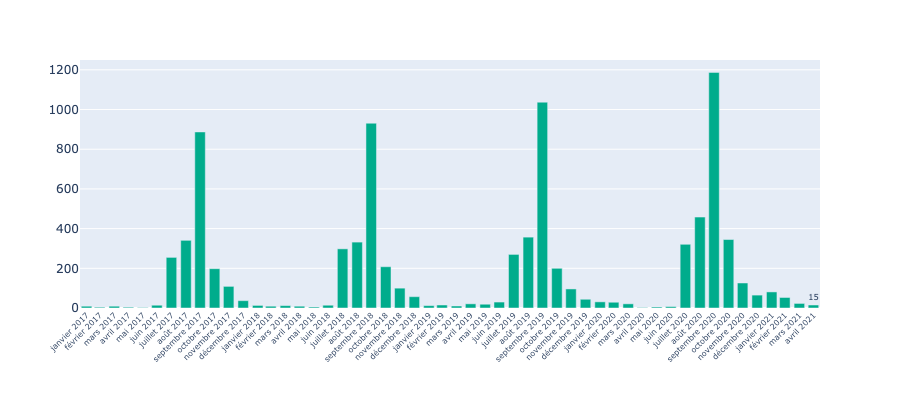 1200
1000
800
600
400
200
0
15
janvier 2017
février 2017
mars 2017
avril 2017
mai 2017
juin 2017
juillet 2017
août 2017
septembre 2017
octobre 2017
novembre 2017
décembre 2017
janvier 2018
février 2018
mars 2018
avril 2018
mai 2018
juin 2018
juillet 2018
août 2018
septembre 2018
octobre 2018
novembre 2018
décembre 2018
janvier 2019
février 2019
mars 2019
avril 2019
mai 2019
juin 2019
juillet 2019
août 2019
septembre 2019
octobre 2019
novembre 2019
décembre 2019
janvier 2020
février 2020
mars 2020
avril 2020
mai 2020
juin 2020
juillet 2020
août 2020
septembre 2020
octobre 2020
novembre 2020
décembre 2020
janvier 2021
février 2021
mars 2021
avril 2021